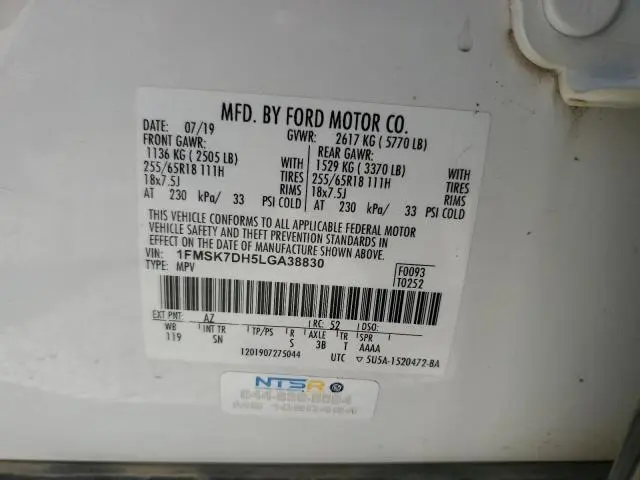 MFD. BY FORD MOTOR CO.
DATE: 07/19 GVWR: 2617 KG ( 5770 LB)
FRONT GAWR: REAR GAWR:
1136 KG ( 2505 LB) WITH 1529 KG ( 3370 LB) WITH
255/65R18 111H TIRES 255/65R18 111H TIRES
18x7.5J RIMS 18x7.5J RIMS
AT 230 kPa/ 33 PSI COLD AT 230 kPa/ 33 PSI COLD
THIS VEHICLE CONFORMS TO ALL APPLICABLE FEDERAL MOTOR
VEHICLE SAFETY AND THEFT PREVENTION STANDARDS IN
EFFECT ON THE DATE OF MANUFACTURE SHOWN ABOVE.
VIN: 1FMSK7DH5LGA38830
TYPE: MPV
F0093
T0252
EXT PNT: AZ RC: 52 DSO:
WB INT TR TP/PS R AXLE TR SPR
119 SN S 3B T AAAA
1201907275044 UTC ▽ 5U5A-1520472-BA
NTSR